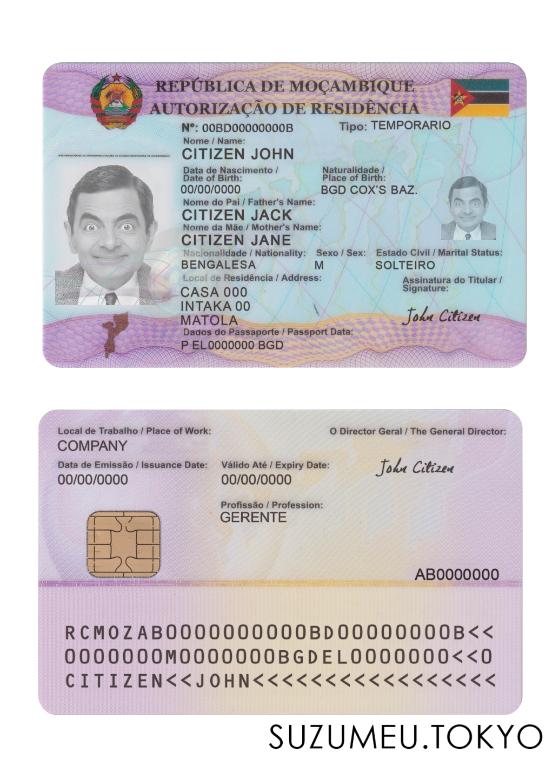 REPÚBLICA DE MOÇAMBIQUE
AUTORIZAÇÃO DE RESIDÊNCIA
Nº: 00BD00000000B Tipo: TEMPORARIO
Nome / Name:
CITIZEN JOHN
Data de Nascimento / Naturalidade /
Date of Birth: Place of Birth:
00/00/0000 BGD COX'S BAZ.
Nome do Pai / Father's Name:
CITIZEN JACK
Nome da Mãe / Mother's Name:
CITIZEN JANE
Nacionalidade / Nationality: Sexo / Sex: Estado Civil / Marital Status:
BENGALESA M SOLTEIRO
Local de Residência / Address: Assinatura do Titular /
Signature:
CASA 000
INTAKA 00 John Citizen
MATOLA
Dados do Passaporte / Passport Data:
P EL0000000 BGD
Local de Trabalho / Place of Work: O Director Geral / The General Director:
COMPANY
Data de Emissão / Issuance Date: Válido Até / Expiry Date: John Citizen
00/00/0000 00/00/0000
Profissão / Profession:
GERENTE
AB0000000
RCMOZAB0000000000BD00000000B<<
0000000M0000000BGDEL0000000<<0
CITIZEN<<JOHN<<<<<<<<<<<<<<<<<
SUZUMEU.TOKYO